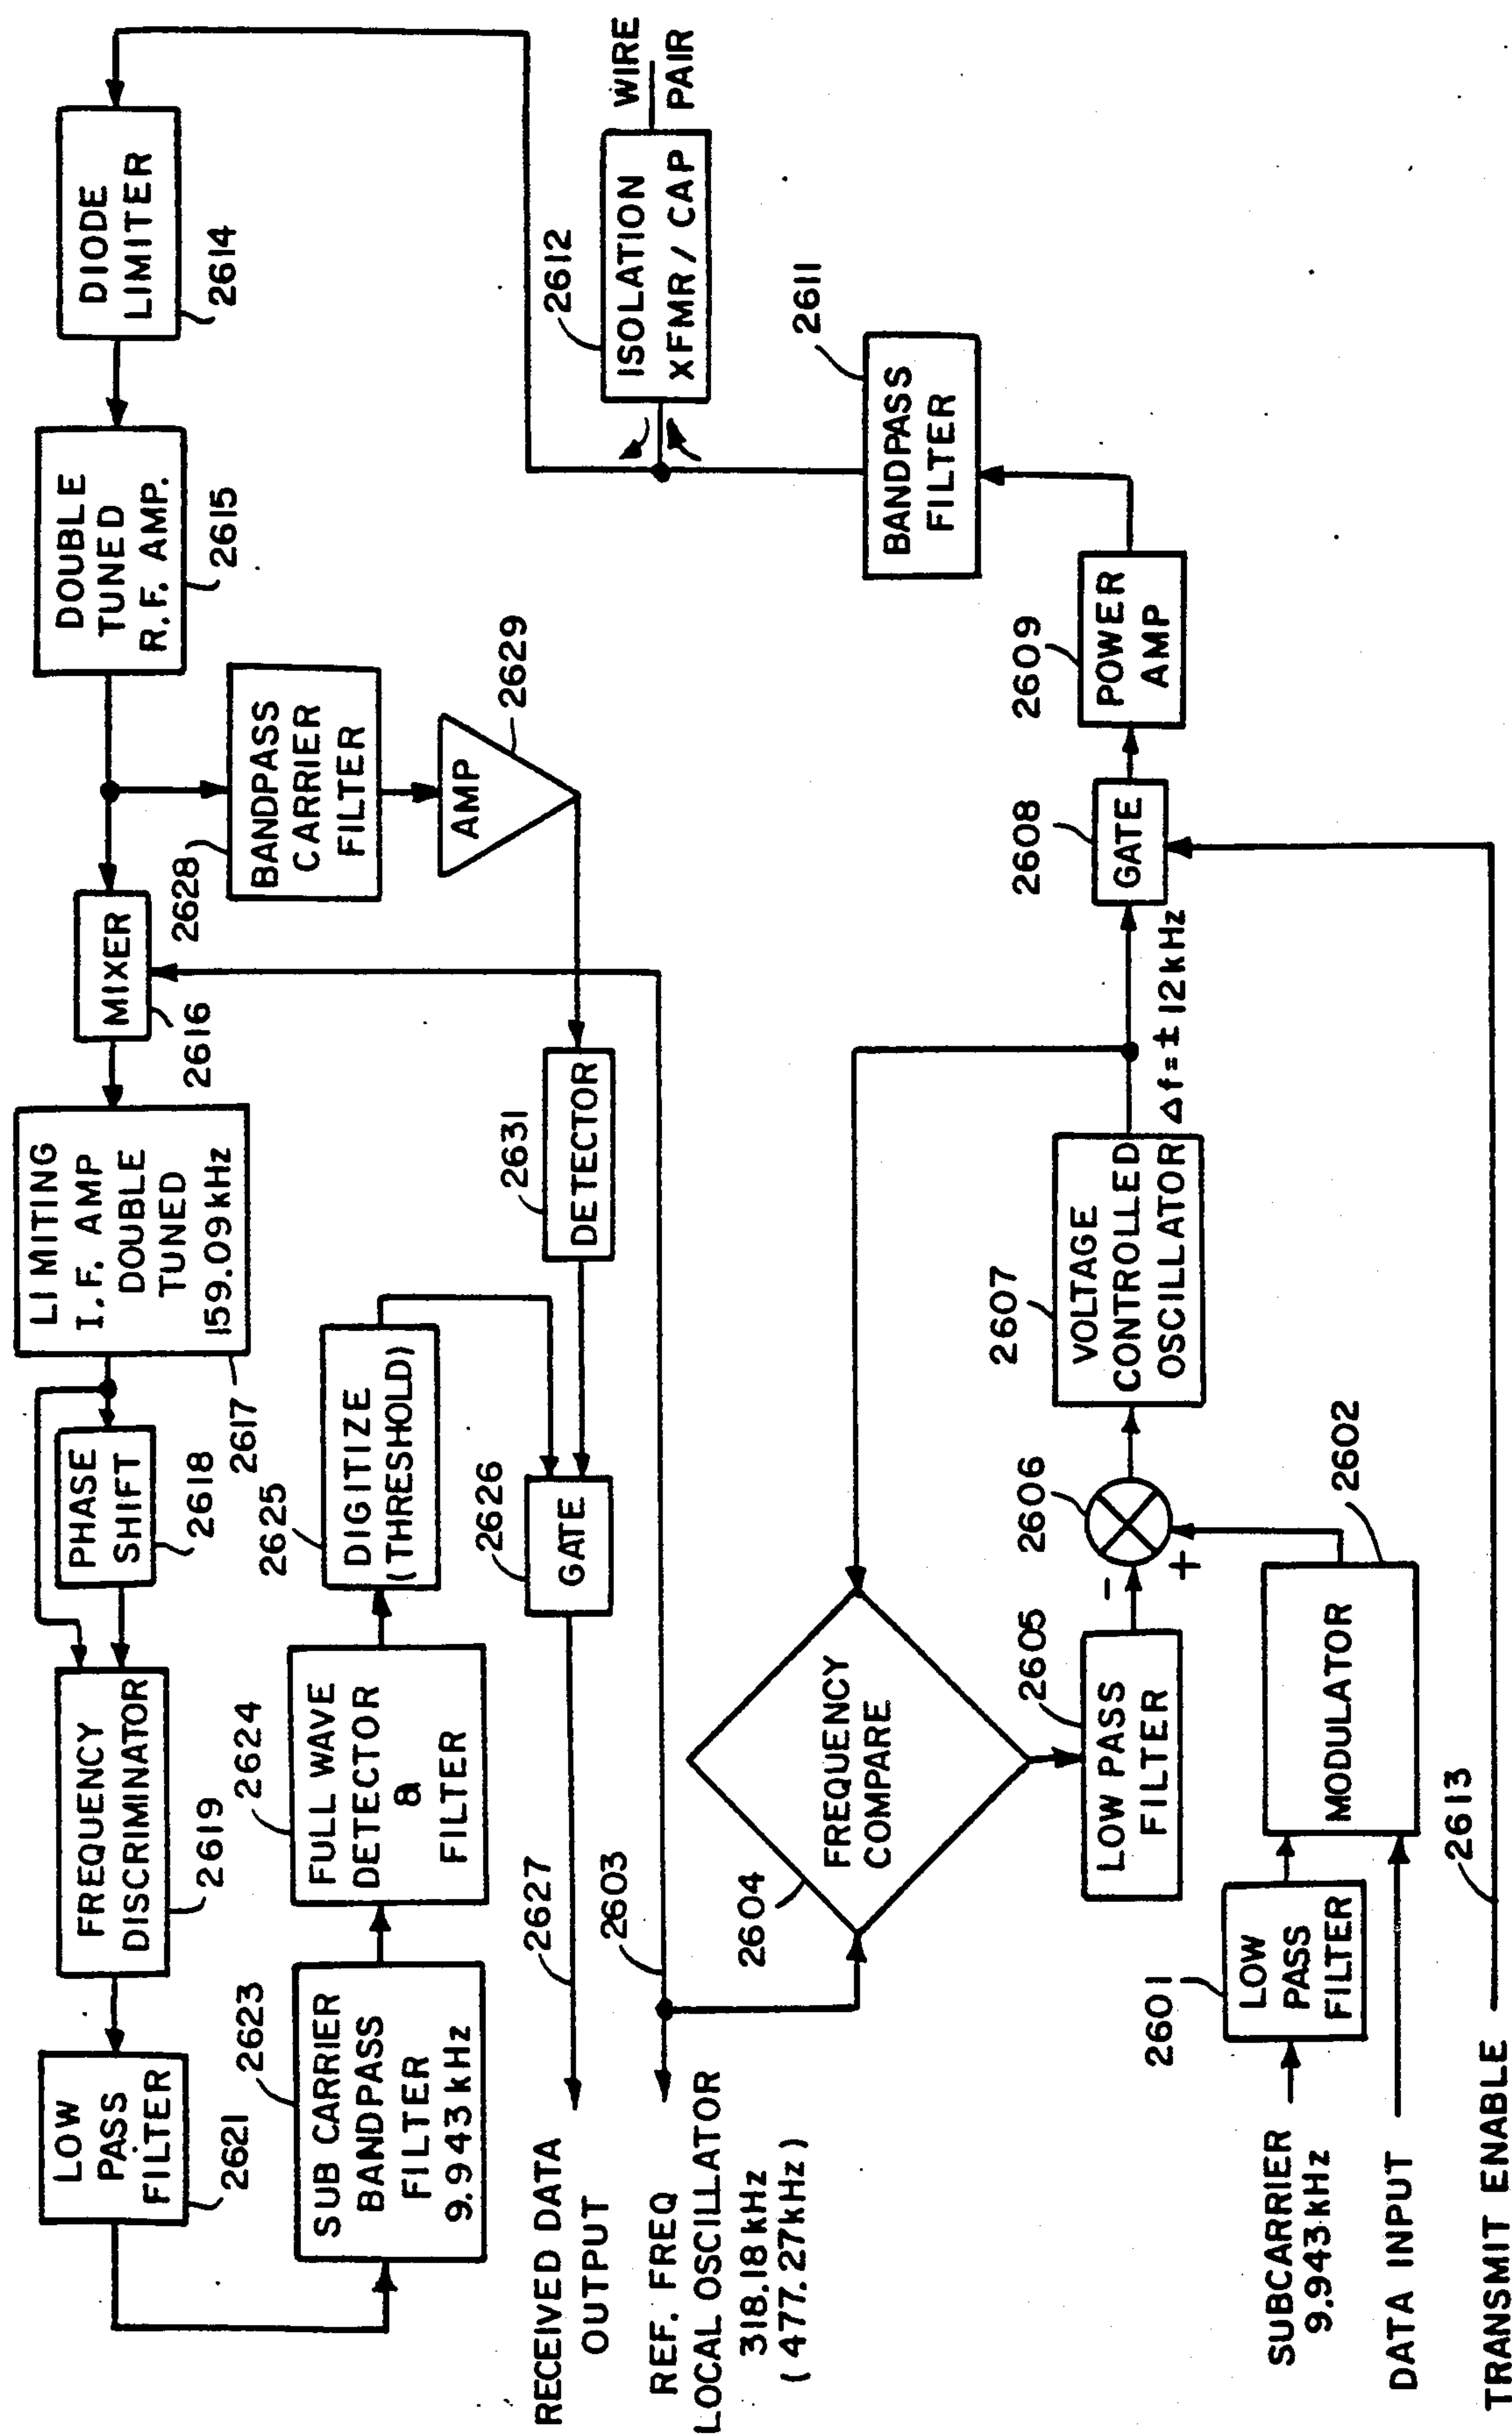 LOW
PASS
FILTER
2621
FREQUENCY
DISCRIMINATOR
2619
PHASE
SHIFT
2618
LIMITING
I.F. AMP
DOUBLE
TUNED
159.09 kHz
2617
MIXER
2616
DOUBLE
TUNED
R.F. AMP.
2615
DIODE
LIMITER
2614
SUB CARRIER
BANDPASS
FILTER
9.943 kHz
2623
FULL WAVE
DETECTOR
&
FILTER
2624
DIGITIZE
(THRESHOLD)
2625
BANDPASS
CARRIER
FILTER
2628
AMP
2629
DETECTOR
2631
GATE
2626
RECEIVED DATA
OUTPUT
2627
REF. FREQ
LOCAL OSCILLATOR
318.18 kHz
(477.27kHz)
2603
ISOLATION
XFMR / CAP
2612
WIRE
PAIR
FREQUENCY
COMPARE
2604
BANDPASS
FILTER
2611
LOW PASS
FILTER
2605
-
+
2606
VOLTAGE
CONTROLLED
OSCILLATOR
2607
Δf=±12kHz
GATE
2608
POWER
AMP
2609
SUBCARRIER
9.943 kHz
LOW
PASS
FILTER
2601
MODULATOR
2602
DATA INPUT
TRANSMIT ENABLE
2613